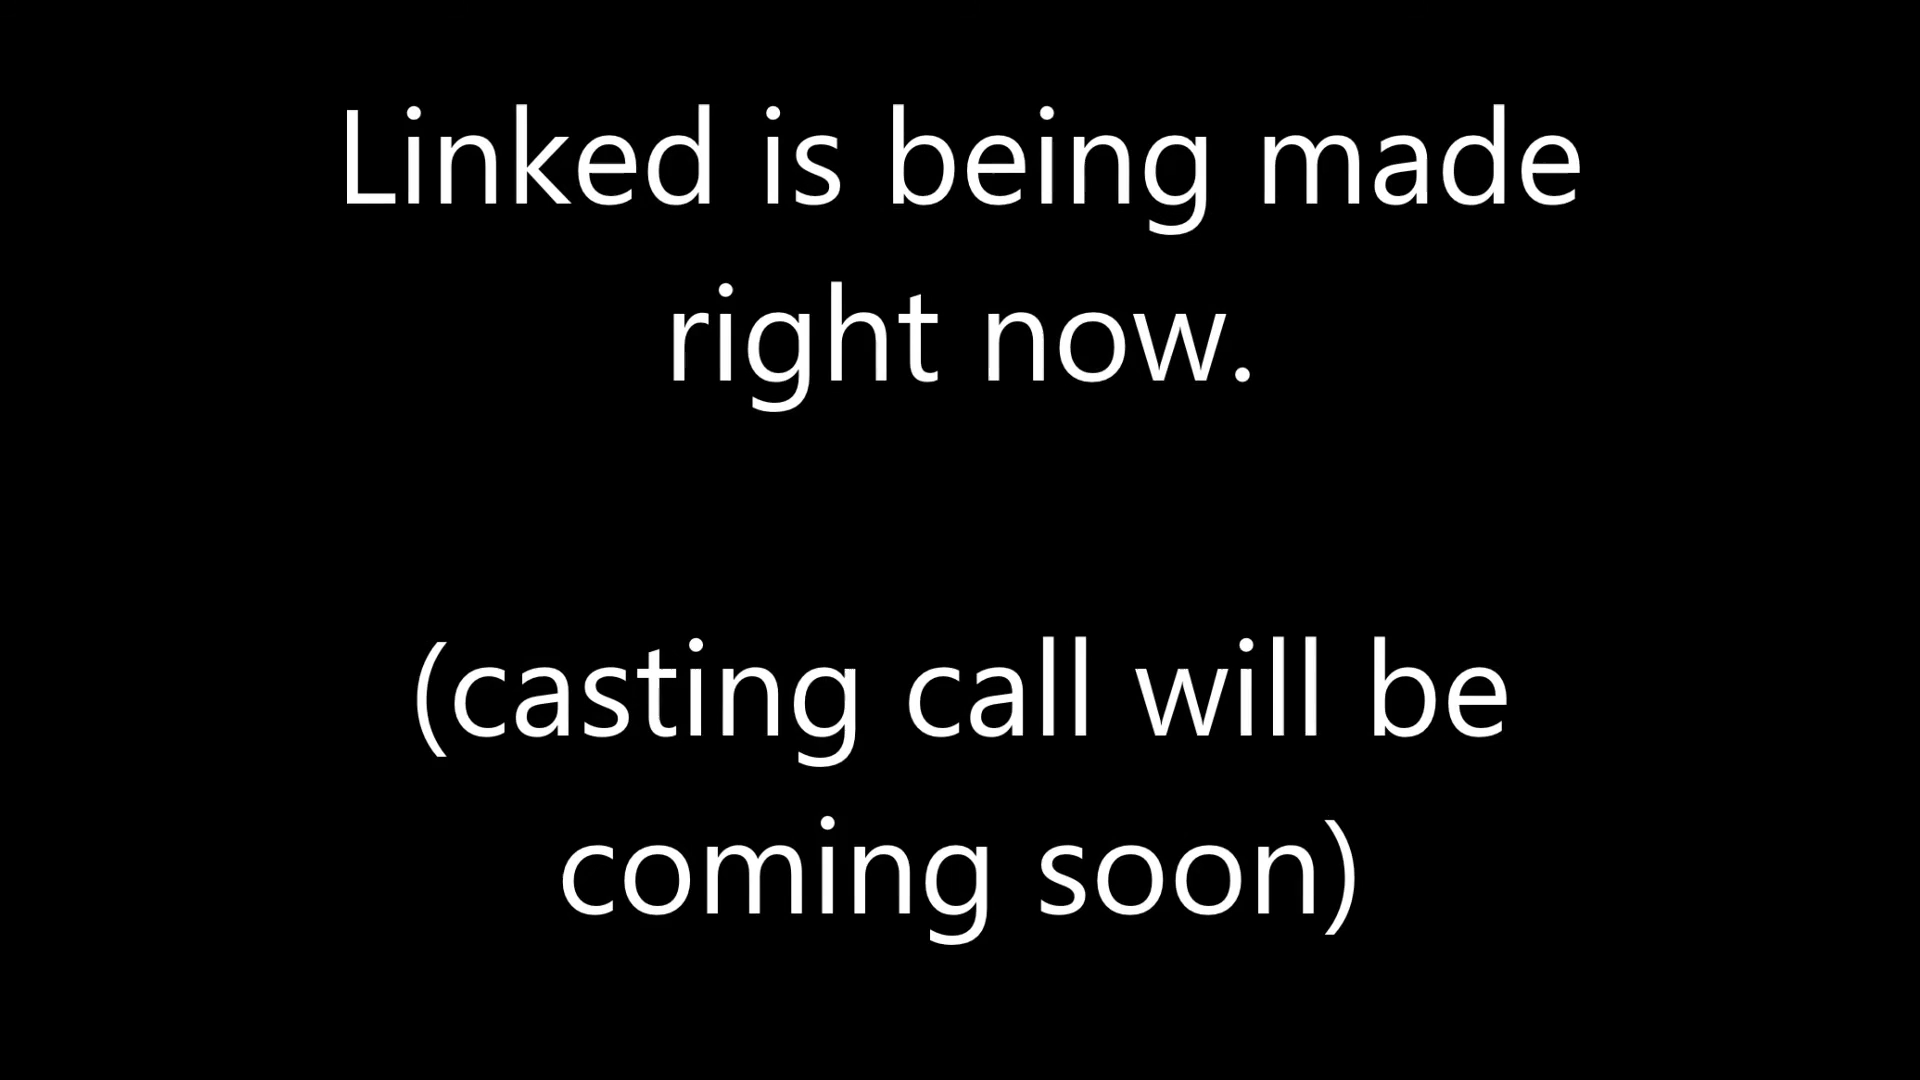 Linked is being made
right now.
(casting call will be
coming soon)